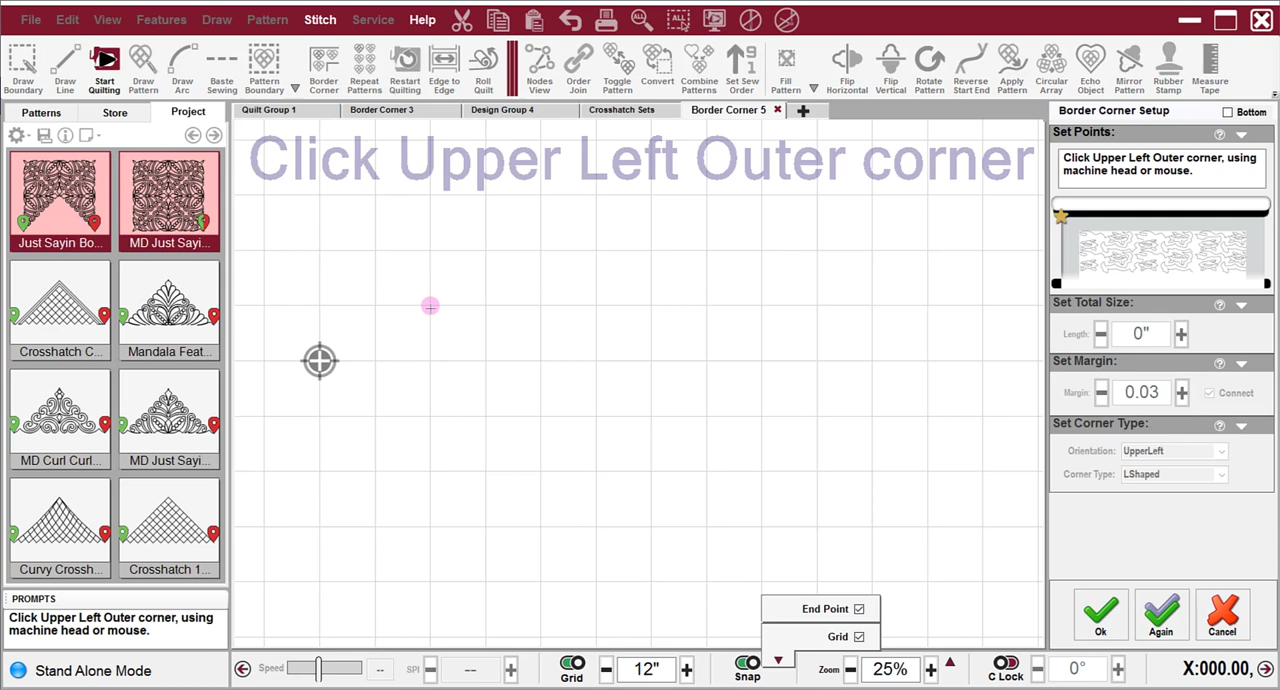 File Edit View Features Draw Pattern Stitch Service Help ALL ALL
Draw Boundary Draw Line Start Quilting Draw Pattern Draw Arc Baste Sewing Pattern Boundary Border Corner Repeat Patterns Restart Quilting Edge to Edge Roll Quilt Nodes View Order Join Toggle Pattern Convert Combine Patterns Set Sew Order Fill Pattern Flip Horizontal Flip Vertical Rotate Pattern Reverse Start End Apply Pattern Circular Array Echo Object Mirror Pattern Rubber Stamp Measure Tape
Patterns Store Project
Quilt Group 1 Border Corner 3 Design Group 4 Crosshatch Sets Border Corner 5
Click Upper Left Outer corner
Just Sayin Bo... MD Just Sayi...
Crosshatch C... Mandala Feat...
MD Curl Curl... MD Just Sayi...
Curvy Crossh... Crosshatch 1...
PROMPTS
Click Upper Left Outer corner, using
machine head or mouse.
Border Corner Setup Bottom
Set Points:
Click Upper Left Outer corner, using
machine head or mouse.
Set Total Size:
Length: 0"
Set Margin:
Margin: 0.03 Connect
Set Corner Type:
Orientation: UpperLeft
Corner Type: LShaped
Ok Again Cancel
End Point
Grid
Stand Alone Mode Speed -- SPI -- Grid 12" Snap Zoom 25% C Lock 0° X:000.00,